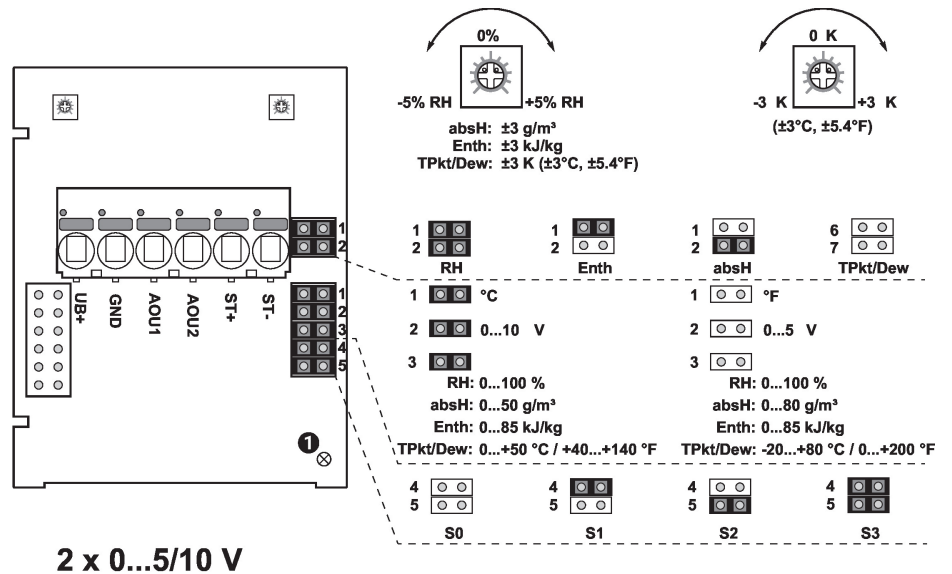 0%
-5% RH +5% RH
absH: ±3 g/m³
Enth: ±3 kJ/kg
TPkt/Dew: ±3 K (±3°C, ±5.4°F)
0 K
-3 K +3 K
(±3°C, ±5.4°F)
1
2
UB+
GND
AOU1
AOU2
ST+
ST-
1
2
3
4
5
1
1
2
RH
1
2
Enth
1
2
absH
6
7
TPkt/Dew
1 °C
2 0...10 V
3
RH: 0...100 %
absH: 0...50 g/m³
Enth: 0...85 kJ/kg
TPkt/Dew: 0...+50 °C / +40...+140 °F
1 °F
2 0...5 V
3
RH: 0...100 %
absH: 0...80 g/m³
Enth: 0...85 kJ/kg
TPkt/Dew: -20...+80 °C / 0...+200 °F
4
5
S0
4
5
S1
4
5
S2
4
5
S3
2 x 0...5/10 V